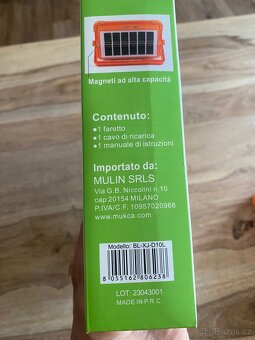 Magneti ad alta capacità
Contenuto:
●1 faretto
●1 cavo di ricarica
●1 manuale di istruzioni
Importato da:
MULIN SRLS
Via G.B. Niccolini n.10
cap 20154 MILANO
P.IVA/C.F. 10957020968
www.mukca.com
Modello: BL-XJ-D10L
8 055162 806238
LOT: 23043001
MADE IN P.R.C.
sbazar.cz